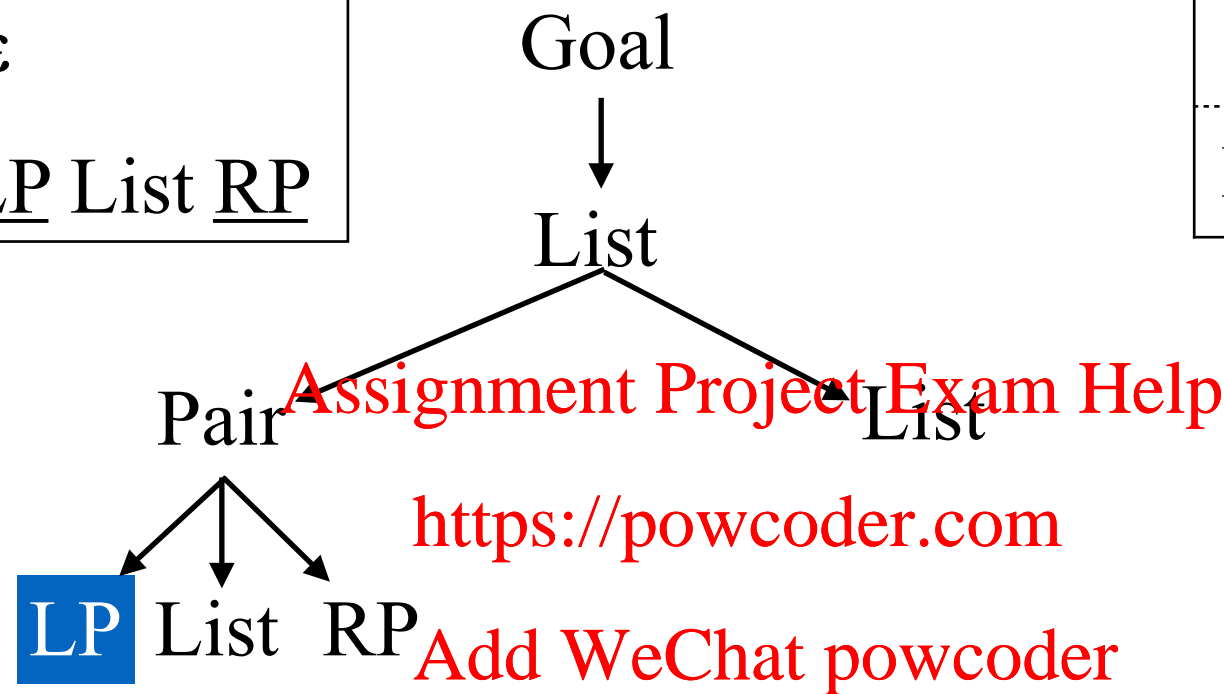 ε
Goal
LP List RP
List
Pair
List
Assignment Project Exam Help
https://powcoder.com
LP List RP
Add WeChat powcoder